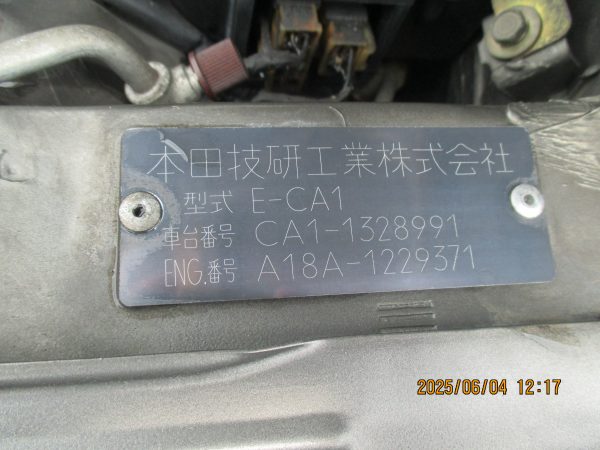 本田技研工業株式会社
型式 E-CA1
車台番号 CA1-1328991
ENG.番号 A18A-1229371
2025/06/04 12:17